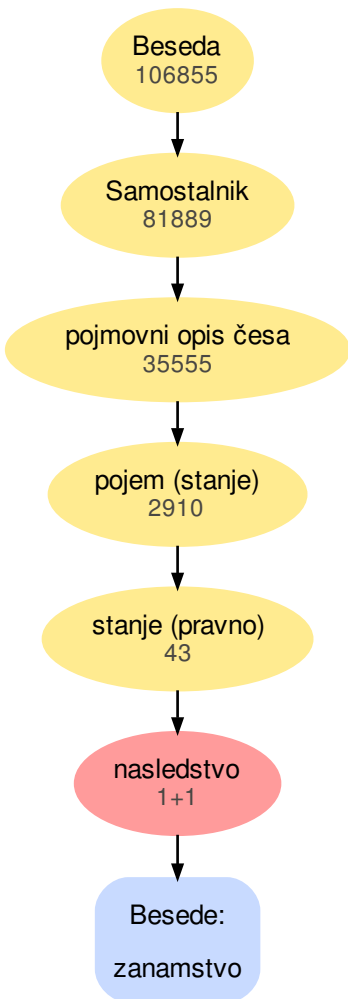 Beseda
106855
Samostalnik
81889
pojmovni opis česa
35555
pojem (stanje)
2910
stanje (pravno)
43
nasledstvo
1+1
Besede:
zanamstvo